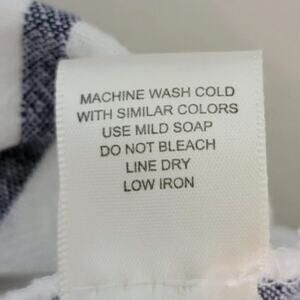 MACHINE WASH COLD
WITH SIMILAR COLORS
USE MILD SOAP
DO NOT BLEACH
LINE DRY
LOW IRON